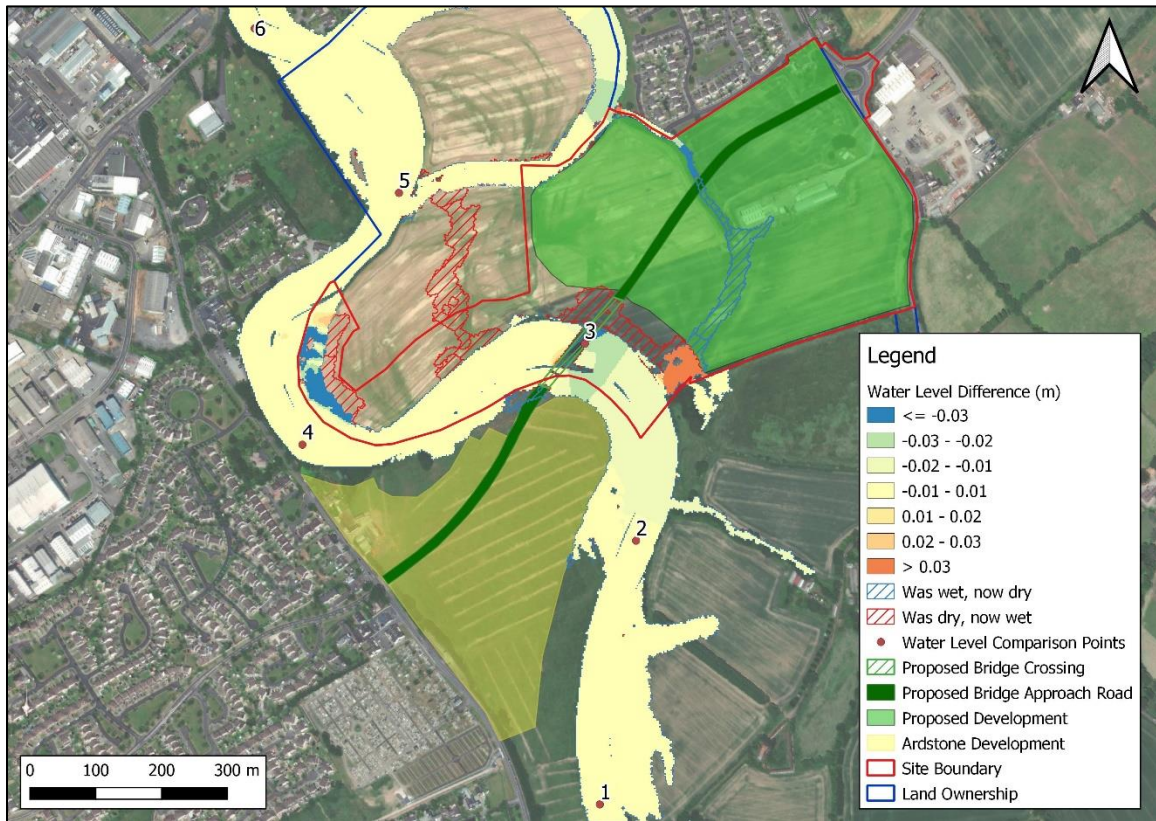 6
5
3
4
2
1
Legend
Water Level Difference (m)
<= -0.03
-0.03 - -0.02
-0.02 - -0.01
-0.01 - 0.01
0.01 - 0.02
0.02 - 0.03
> 0.03
Was wet, now dry
Was dry, now wet
Water Level Comparison Points
Proposed Bridge Crossing
Proposed Bridge Approach Road
Proposed Development
Ardstone Development
Site Boundary
Land Ownership
0 100 200 300 m